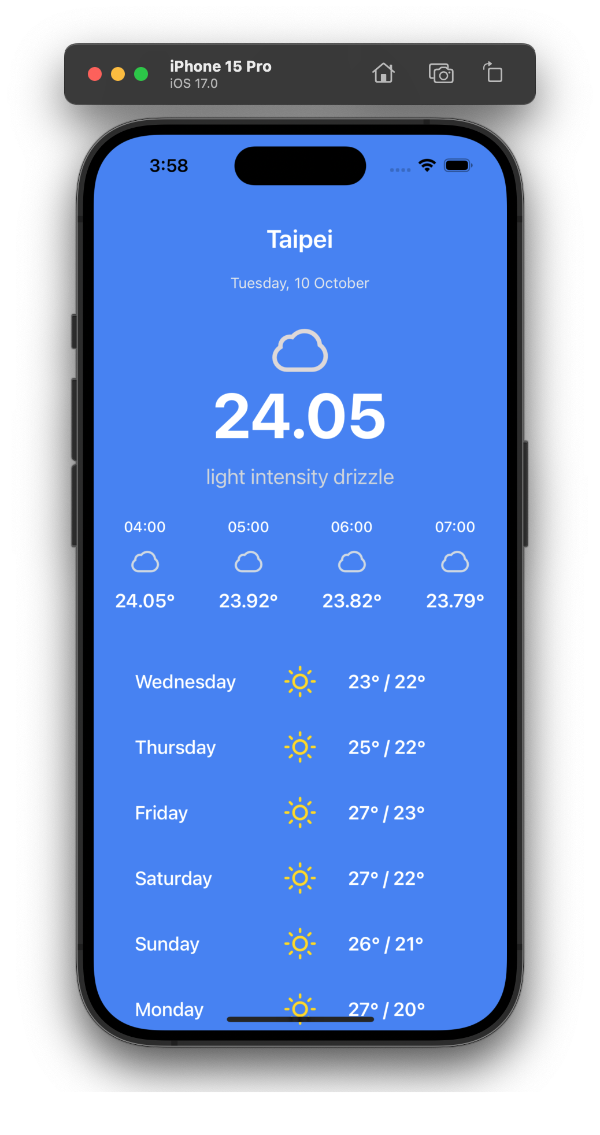 iPhone 15 Pro
iOS 17.0
3:58
Taipei
Tuesday, 10 October
24.05
light intensity drizzle
04:00 05:00 06:00 07:00
24.05° 23.92° 23.82° 23.79°
Wednesday 23° / 22°
Thursday 25° / 22°
Friday 27° / 23°
Saturday 27° / 22°
Sunday 26° / 21°
Monday 27° / 20°